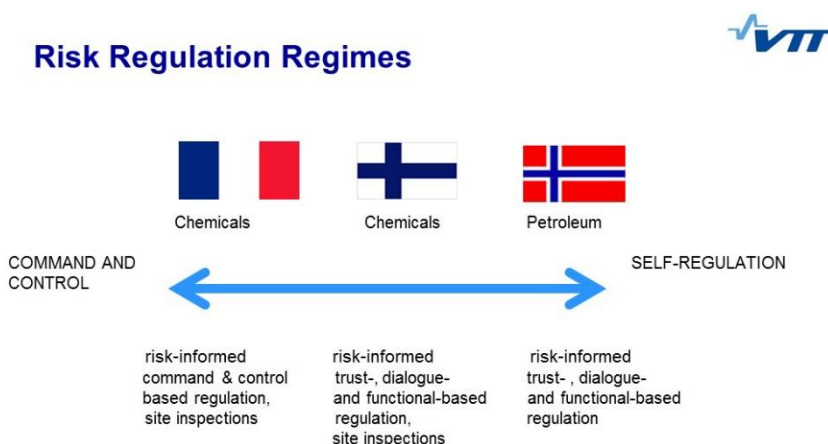 Risk Regulation Regimes
VTT
Chemicals
Chemicals
Petroleum
COMMAND AND
CONTROL
SELF-REGULATION
risk-informed
command & control
based regulation,
site inspections
risk-informed
trust-, dialogue-
and functional-based
regulation,
site inspections
risk-informed
trust- , dialogue-
and functional-based
regulation